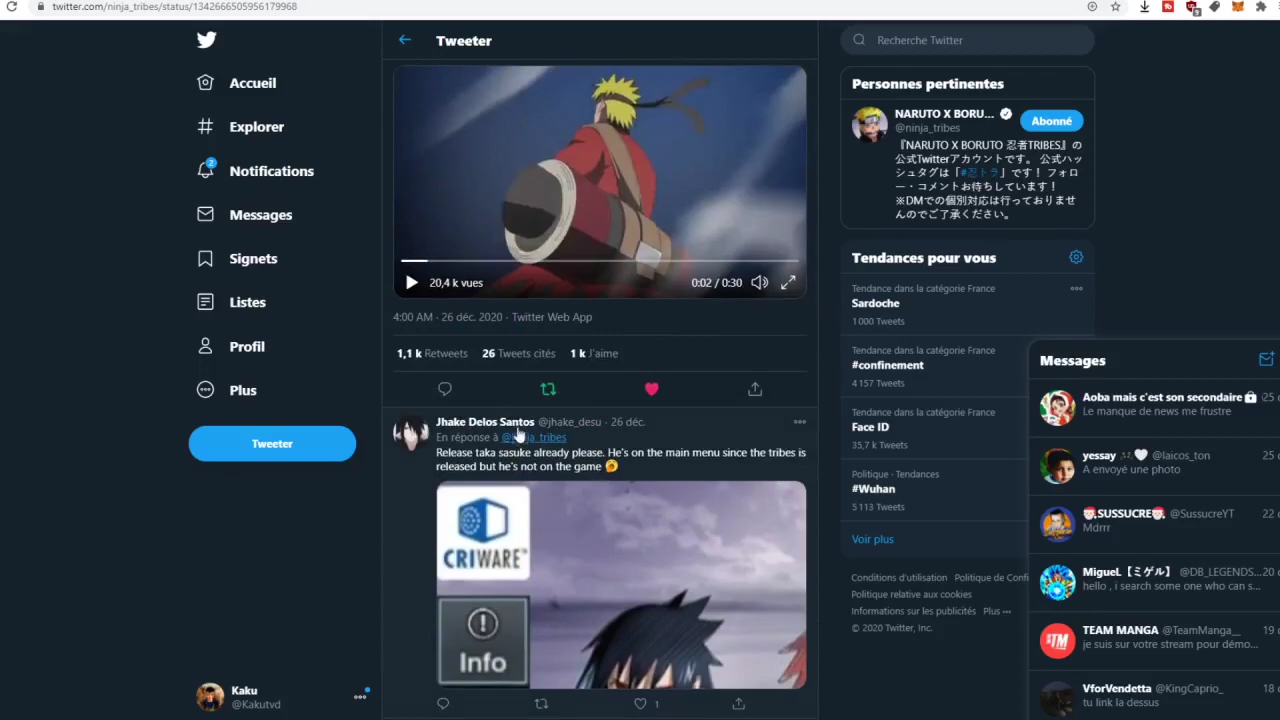 twitter.com/ninja_tribes/status/1342666505956179968
Accueil
Explorer
2
Notifications
Messages
Signets
Listes
Profil
Plus
Tweeter
Kaku
@Kakutvd
Tweeter
20,4 k vues
0:02 / 0:30
4:00 AM · 26 déc. 2020 · Twitter Web App
1,1 k Retweets 26 Tweets cités 1 k J'aime
Jhake Delos Santos @jhake_desu · 26 déc.
En réponse à @ninja_tribes
Release taka sasuke already please. He's on the main menu since the tribes is
released but he's not on the game
CRIWARE™
Info
1
Recherche Twitter
Personnes pertinentes
NARUTO X BORU...
@ninja_tribes
Abonné
『NARUTO X BORUTO 忍者TRIBES』の
公式Twitterアカウントです。 公式ハッ
シュタグは「#忍トラ」です！ フォロ
ー・コメントお待ちしています！
※DMでの個別対応は行っておりませ
んのでご了承ください。
Tendances pour vous
Tendance dans la catégorie France
Sardoche
1 000 Tweets
Tendance dans la catégorie France
#confinement
4 157 Tweets
Tendance dans la catégorie France
Face ID
35,7 k Tweets
Politique · Tendances
#Wuhan
5 113 Tweets
Voir plus
Conditions d'utilisation Politique de Confi
Politique relative aux cookies
Informations sur les publicités Plus
© 2020 Twitter, Inc.
Messages
Aoba mais c'est son secondaire 25
Le manque de news me frustre
yessay @laicos_ton 25
A envoyé une photo
SUSSUCRE @SussucreYT 22
Mdrrr
MigueL【ミゲル】 @DB_LEGENDS... 20
hello , i search some one who can s...
TEAM MANGA @TeamManga__ 19
je suis sur votre stream pour démo...
VforVendetta @KingCaprio_ 18
tu link la dessus